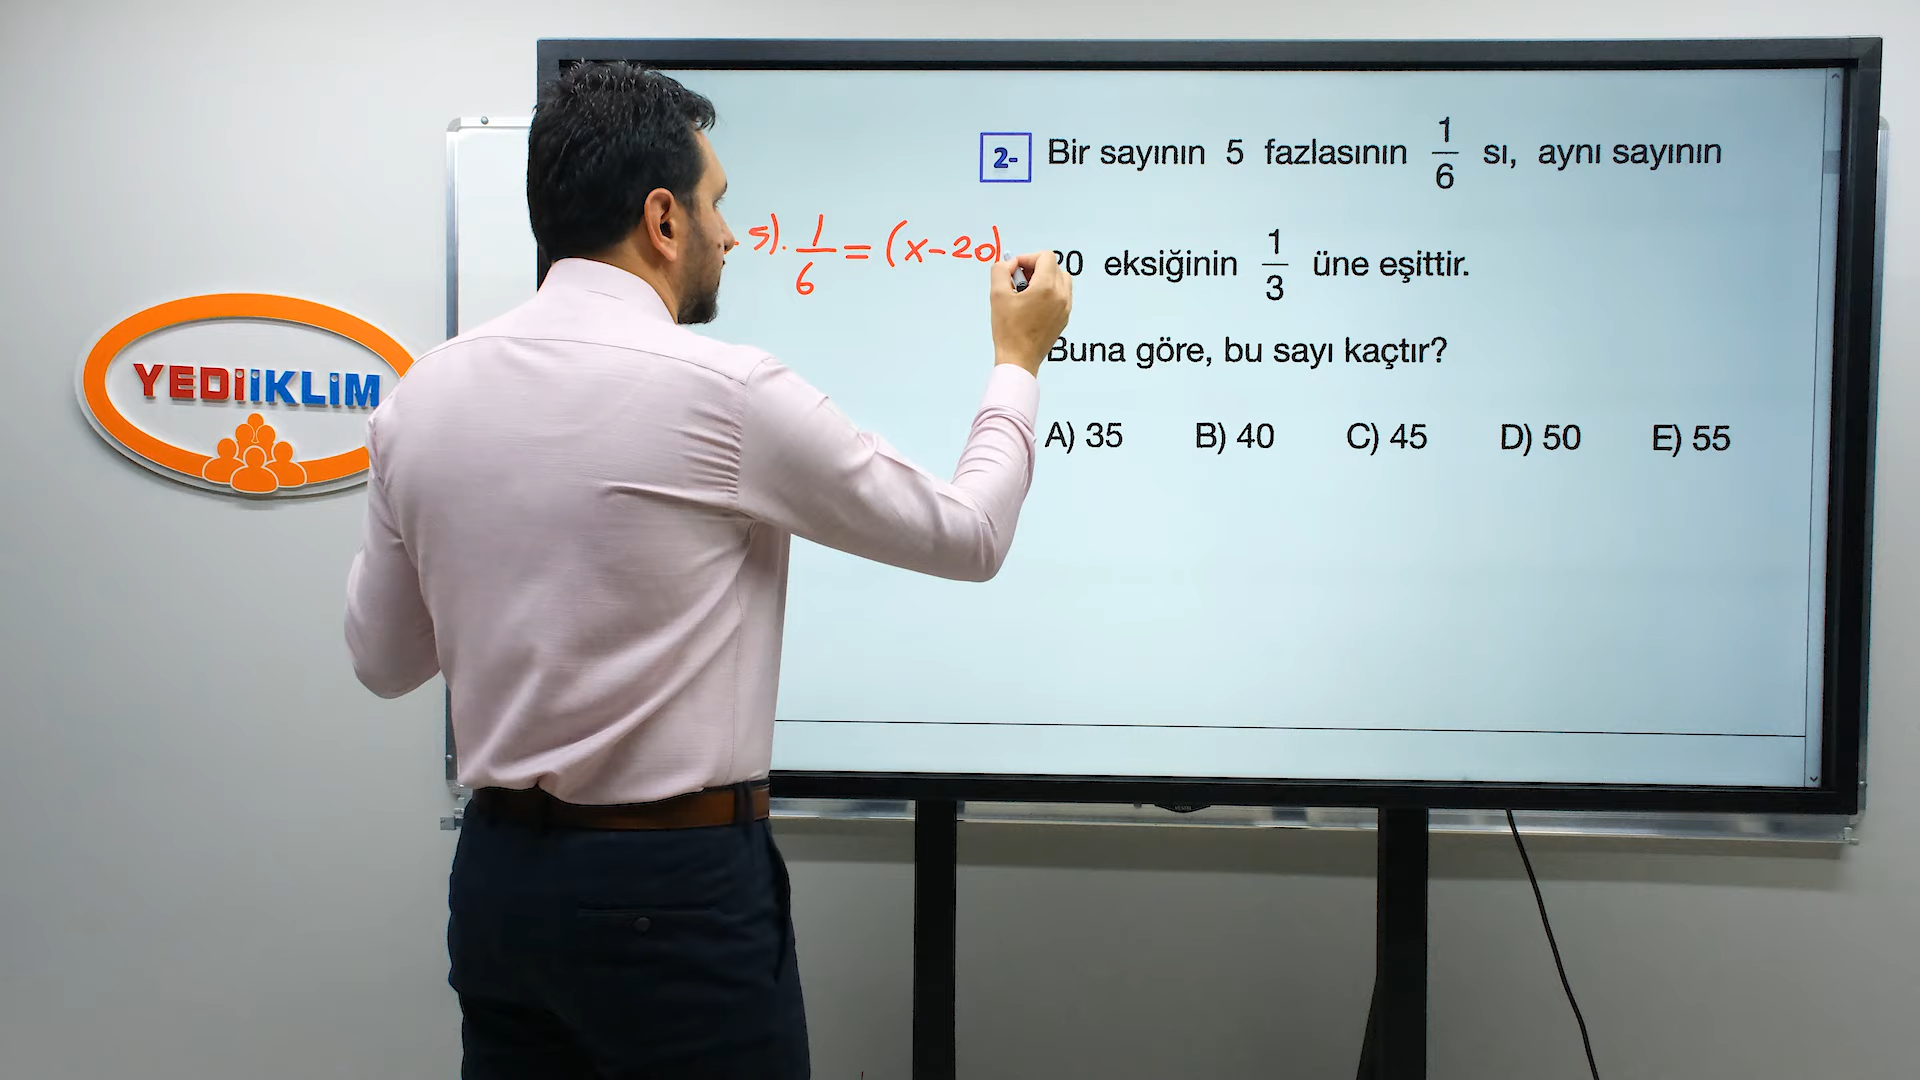 YEDİİKLİM
2- Bir sayının 5 fazlasının 1/6 sı, aynı sayının
20 eksiğinin 1/3 üne eşittir.
Buna göre, bu sayı kaçtır?
A) 35 B) 40 C) 45 D) 50 E) 55
5). 1/6 = (x-20)